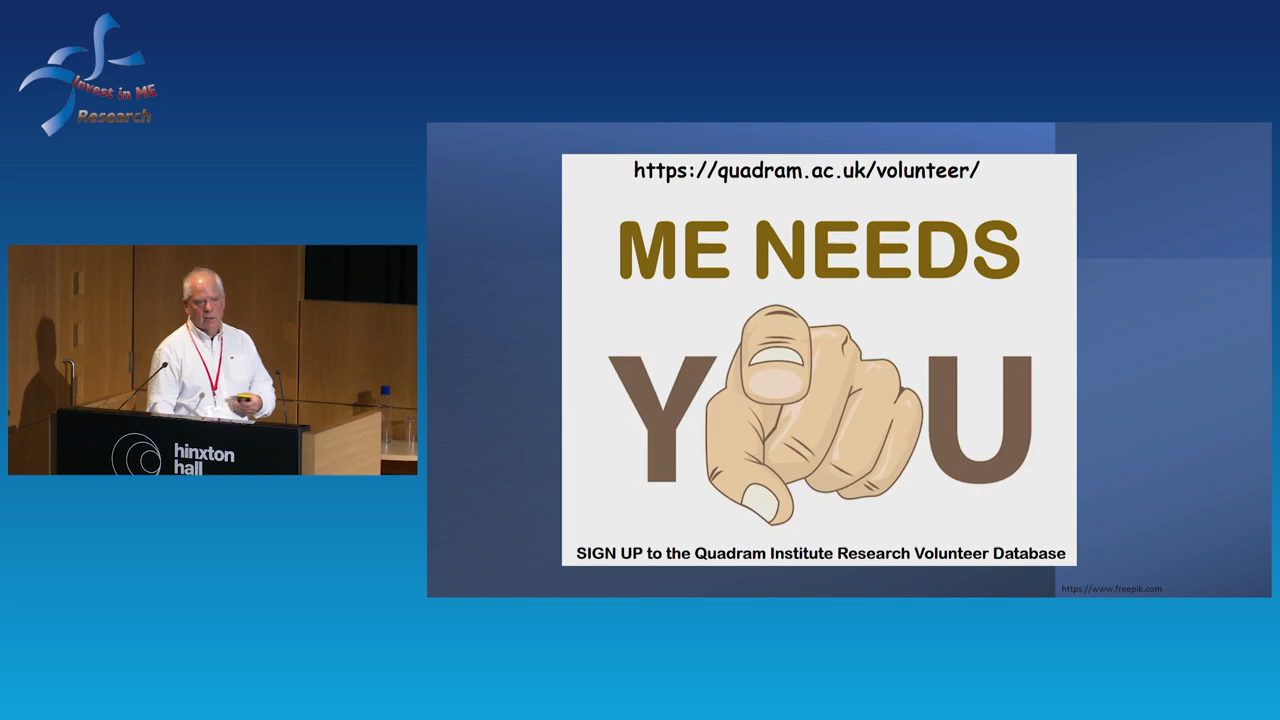 Invest in ME
Research
https://quadram.ac.uk/volunteer/
ME NEEDS
YOU
SIGN UP to the Quadram Institute Research Volunteer Database
https://www.freepik.com
hinxton
hall